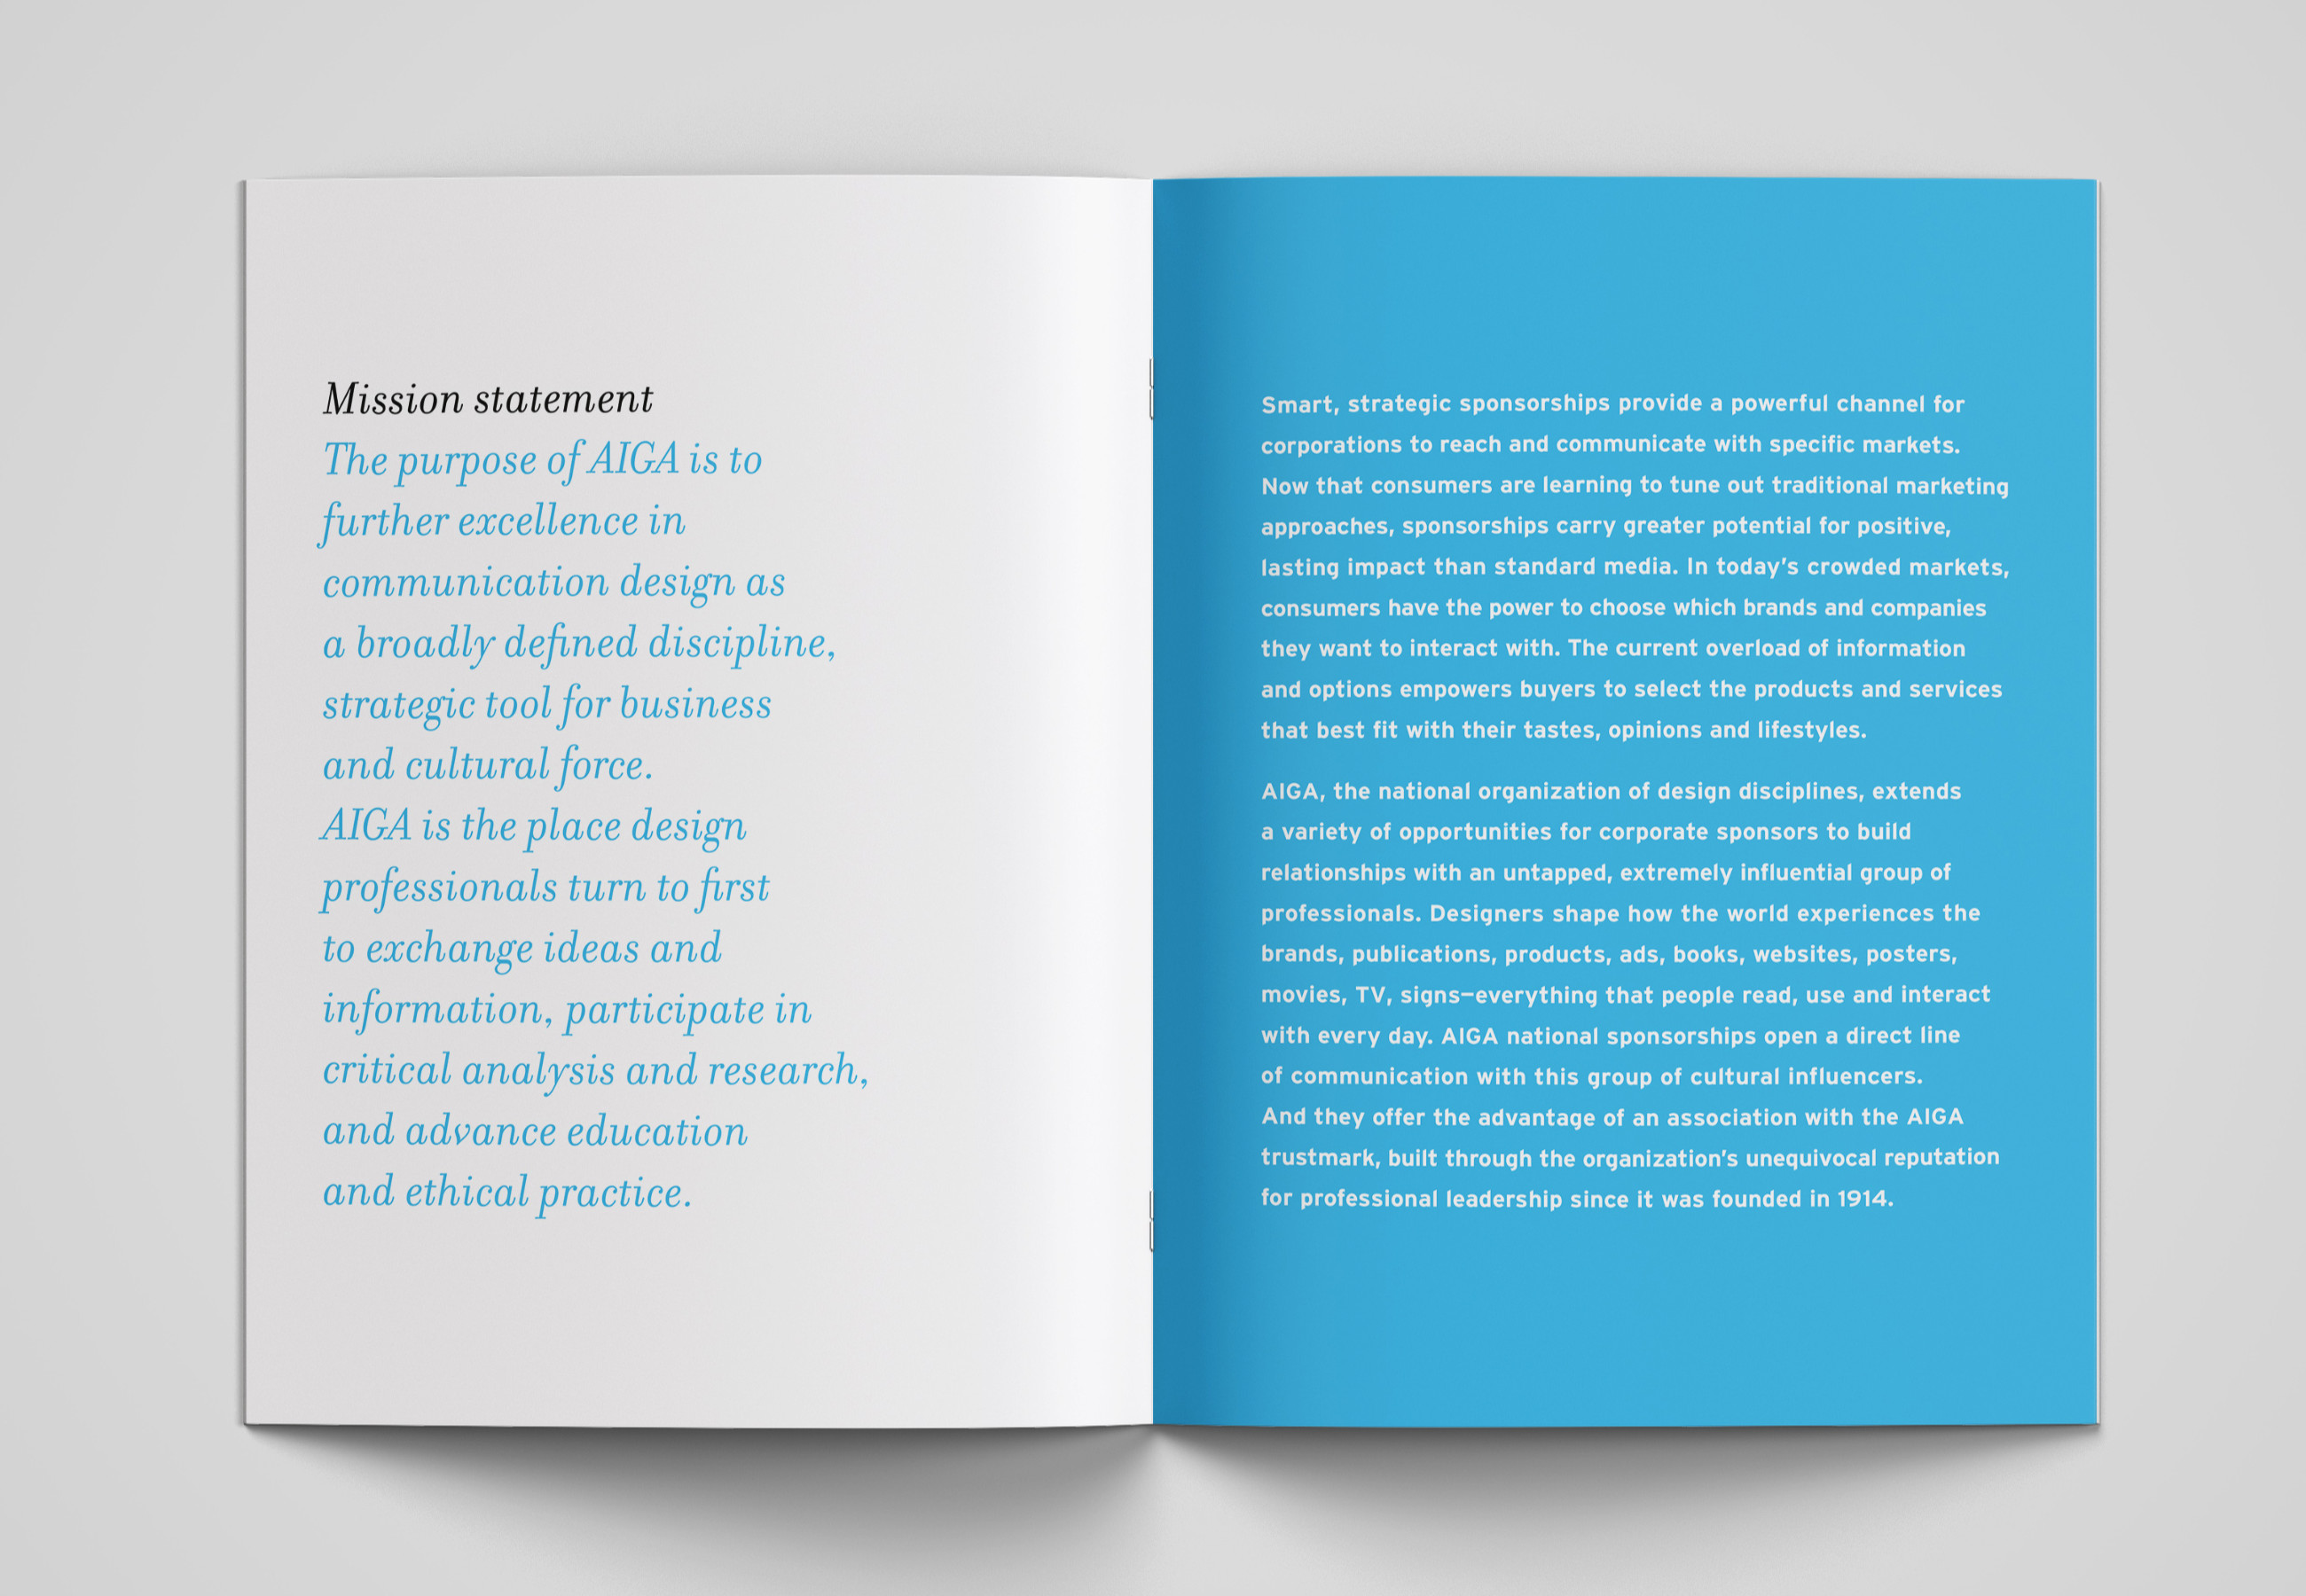 Mission statement
The purpose of AIGA is to
further excellence in
communication design as
a broadly defined discipline,
strategic tool for business
and cultural force.
AIGA is the place design
professionals turn to first
to exchange ideas and
information, participate in
critical analysis and research,
and advance education
and ethical practice.
Smart, strategic sponsorships provide a powerful channel for
corporations to reach and communicate with specific markets.
Now that consumers are learning to tune out traditional marketing
approaches, sponsorships carry greater potential for positive,
lasting impact than standard media. In today's crowded markets,
consumers have the power to choose which brands and companies
they want to interact with. The current overload of information
and options empowers buyers to select the products and services
that best fit with their tastes, opinions and lifestyles.
AIGA, the national organization of design disciplines, extends
a variety of opportunities for corporate sponsors to build
relationships with an untapped, extremely influential group of
professionals. Designers shape how the world experiences the
brands, publications, products, ads, books, websites, posters,
movies, TV, signs—everything that people read, use and interact
with every day. AIGA national sponsorships open a direct line
of communication with this group of cultural influencers.
And they offer the advantage of an association with the AIGA
trustmark, built through the organization's unequivocal reputation
for professional leadership since it was founded in 1914.